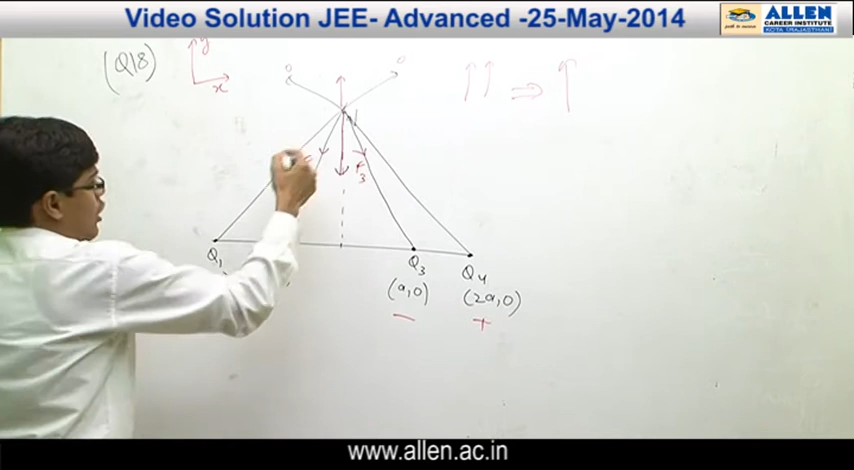 Video Solution JEE- Advanced -25-May-2014
ALLEN
CAREER INSTITUTE
KOTA (RAJASTHAN)
(Q18)
y
x
F3
Q1
Q3
Q4
(a,0)
(2a,0)
−
+
www.allen.ac.in